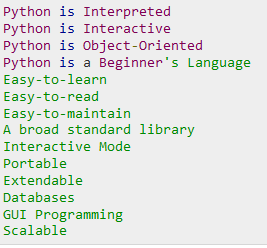 Python is Interpreted
Python is Interactive
Python is Object-Oriented
Python is a Beginner's Language
Easy-to-learn
Easy-to-read
Easy-to-maintain
A broad standard library
Interactive Mode
Portable
Extendable
Databases
GUI Programming
Scalable